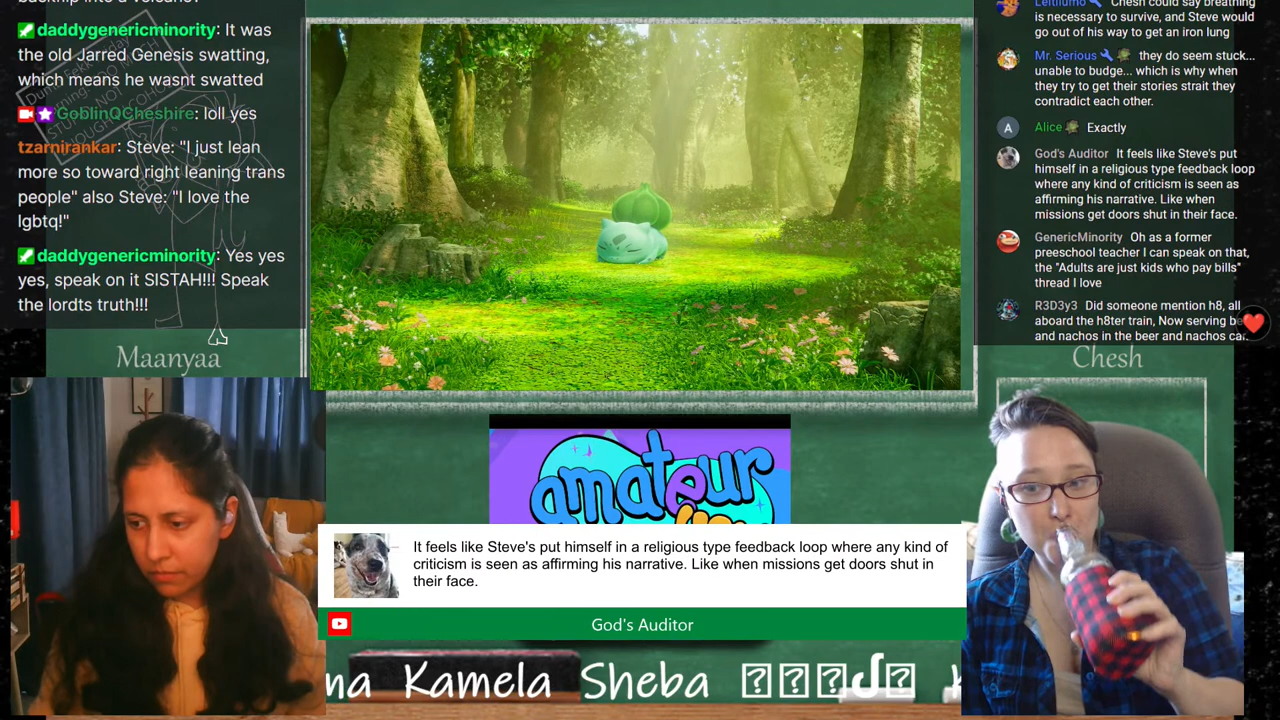 daddygenericminority: It was
the old Jarred Genesis swatting,
which means he wasnt swatted
GoblinQCheshire: loll yes
tzarnirankar: Steve: "I just lean
more so toward right leaning trans
people" also Steve: "I love the
lgbtq!"
daddygenericminority: Yes yes
yes, speak on it SISTAH!!! Speak
the lordts truth!!!
Maanyaa
Chesh could say breathing
is necessary to survive, and Steve would
go out of his way to get an iron lung
Mr. Serious they do seem stuck...
unable to budge... which is why when
they try to get their stories strait they
contradict each other.
A Alice Exactly
God's Auditor It feels like Steve's put
himself in a religious type feedback loop
where any kind of criticism is seen as
affirming his narrative. Like when
missions get doors shut in their face.
GenericMinority Oh as a former
preschool teacher I can speak on that,
the "Adults are just kids who pay bills"
thread I love
R3D3y3 Did someone mention h8, all
aboard the h8ter train, Now serving
and nachos in the beer and nachos
Chesh
amateur
It feels like Steve's put himself in a religious type feedback loop where any kind of
criticism is seen as affirming his narrative. Like when missions get doors shut in
their face.
God's Auditor
na Kamela Sheba